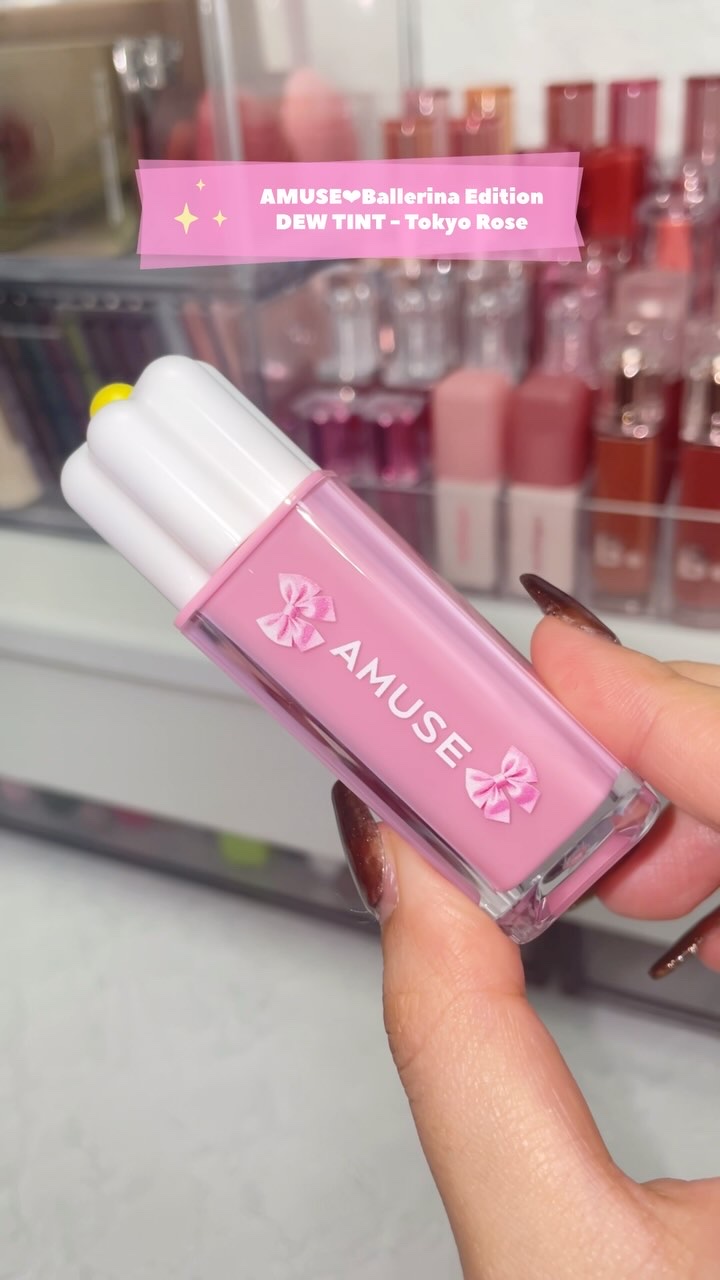 AMUSE❤Ballerina Edition
DEW TINT - Tokyo Rose
AMUSE